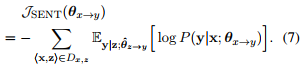 𝒥_SENT(θ_{x→y})
= − ∑_{⟨x,z⟩∈D_{x,z}} 𝔼_{y|z;θ̂_{z→y}} [ log P(y|x; θ_{x→y}) ]. (7)